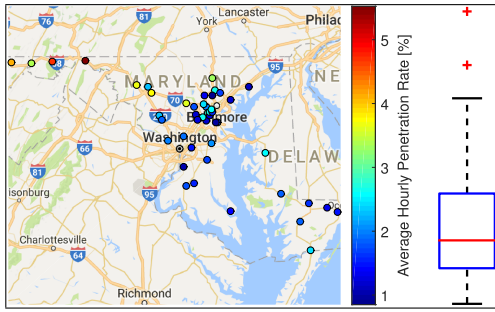 76
81
York
Lancaster
Philad
68
95
MARYLAND
NE
70
Washington
DELAW
66
81
isonburg
95
Charlottesville
64
Richmond
Average Hourly Penetration Rate [%]
5
4
3
2
1